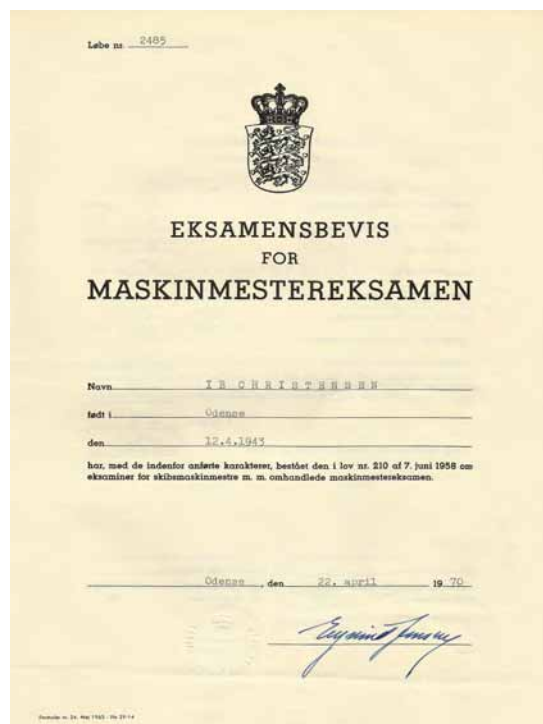 Løbe nr. 2485
EKSAMENSBEVIS
FOR
MASKINMESTEREKSAMEN
Navn IB CHRISTENSEN
født i Odense
den 12.4.1943
har, med de indenfor anførte karakterer, bestået den i lov nr. 210 af 7. juni 1958 om
eksaminer for skibsmaskinmestre m. m. omhandlede maskinmestereksamen.
Odense, den 22. april 1970